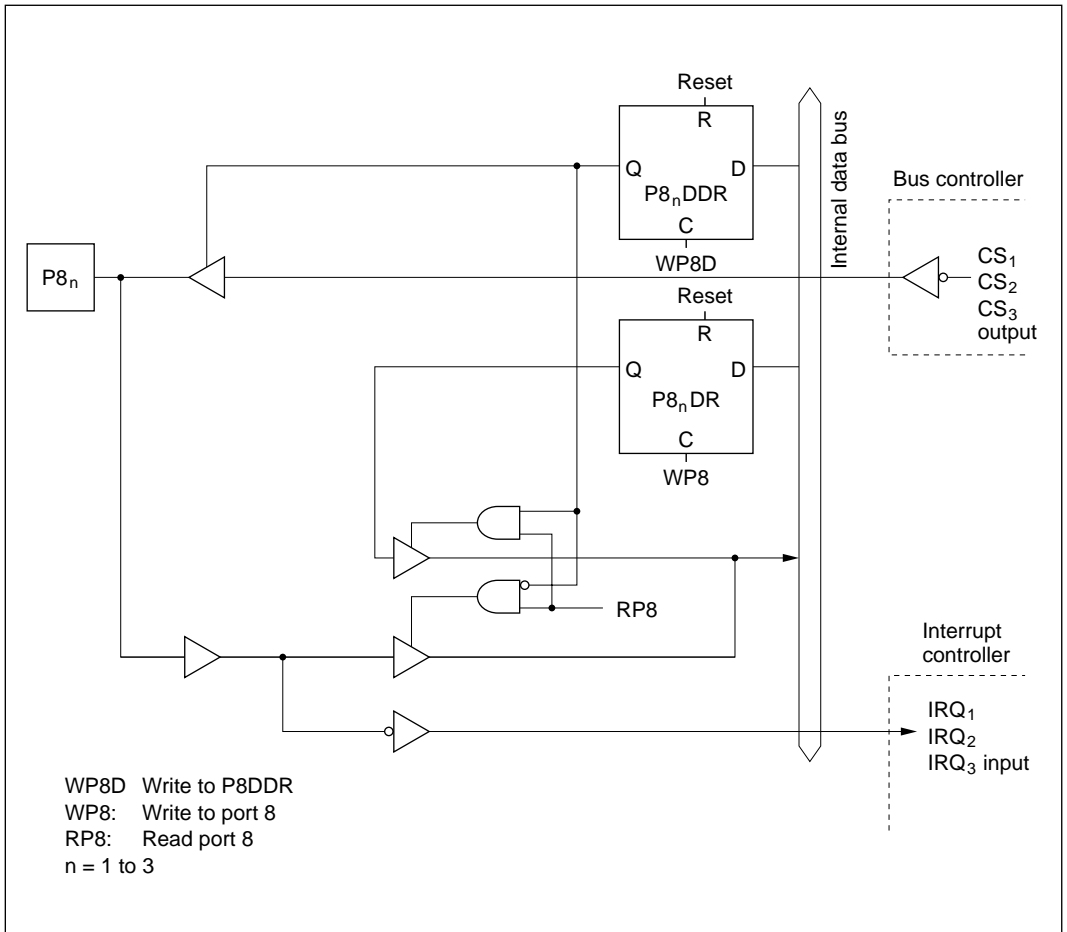 Reset
R
Q D
P8nDDR
C
WP8D
Internal data bus
Bus controller
CS1
CS2
CS3
output
P8n
Reset
R
Q D
P8nDR
C
WP8
RP8
Interrupt
controller
IRQ1
IRQ2
IRQ3 input
WP8D Write to P8DDR
WP8: Write to port 8
RP8: Read port 8
n = 1 to 3